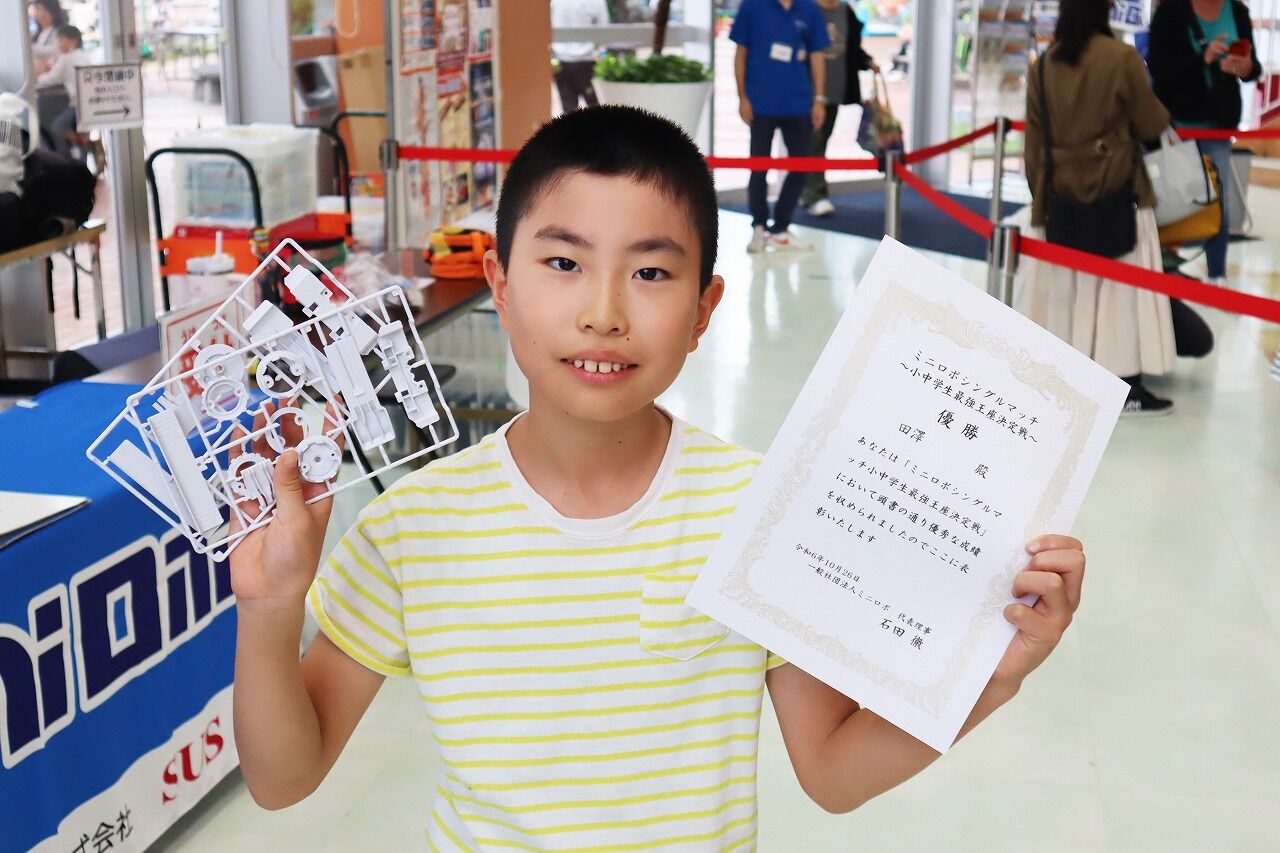 ミニロボシングルマッチ
～小中学生最強王座決定戦～
優勝
田澤 殿
あなたは「ミニロボシングルマ
ッチ小中学生最強王座決定戦」
において頭書の通り優秀な成績
を収められましたのでここに表
彰いたします
令和6年10月26日
一般社団法人ミニロボ 代表理事
石田 徹
SUS
式会社